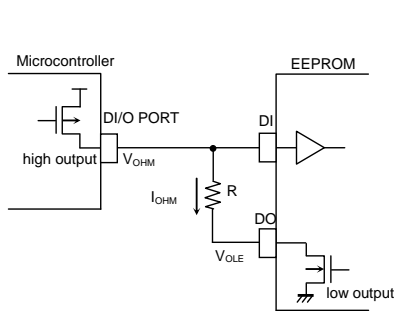 Microcontroller
EEPROM
DI/O PORT
DI
high output
VOHM
IOHM
R
DO
VOLE
low output